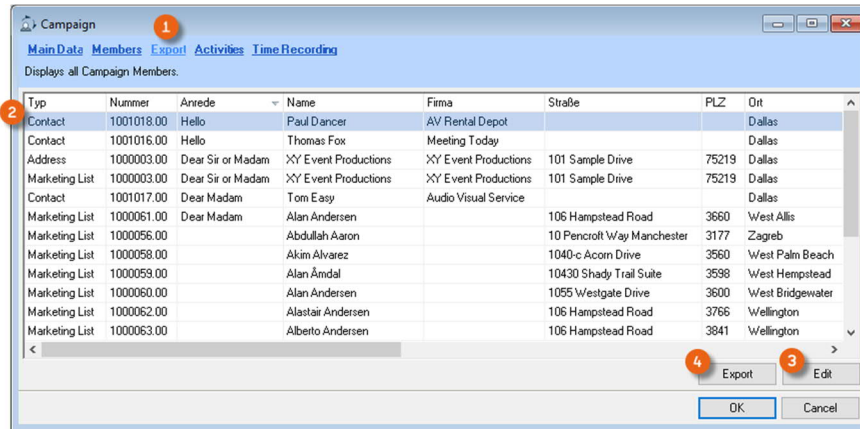 Campaign
1
Main Data Members Export Activities Time Recording
Displays all Campaign Members.
2
Typ Nummer Anrede Name Firma Straße PLZ Ort
Contact 1001018.00 Hello Paul Dancer AV Rental Depot Dallas
Contact 1001016.00 Hello Thomas Fox Meeting Today Dallas
Address 1000003.00 Dear Sir or Madam XY Event Productions XY Event Productions 101 Sample Drive 75219 Dallas
Marketing List 1000003.00 Dear Sir or Madam XY Event Productions XY Event Productions 101 Sample Drive 75219 Dallas
Contact 1001017.00 Dear Madam Tom Easy Audio Visual Service Dallas
Marketing List 1000061.00 Dear Madam Alan Andersen 106 Hampstead Road 3660 West Allis
Marketing List 1000056.00 Abdullah Aaron 10 Pencroft Way Manchester 3177 Zagreb
Marketing List 1000058.00 Akim Alvarez 1040-c Acorn Drive 3560 West Palm Beach
Marketing List 1000059.00 Alan Åmdal 10430 Shady Trail Suite 3598 West Hempstead
Marketing List 1000060.00 Alan Andersen 1055 Westgate Drive 3600 West Bridgewater
Marketing List 1000062.00 Alastair Andersen 106 Hampstead Road 3766 Wellington
Marketing List 1000063.00 Alberto Andersen 106 Hampstead Road 3841 Wellington
4 3
Export Edit
OK Cancel